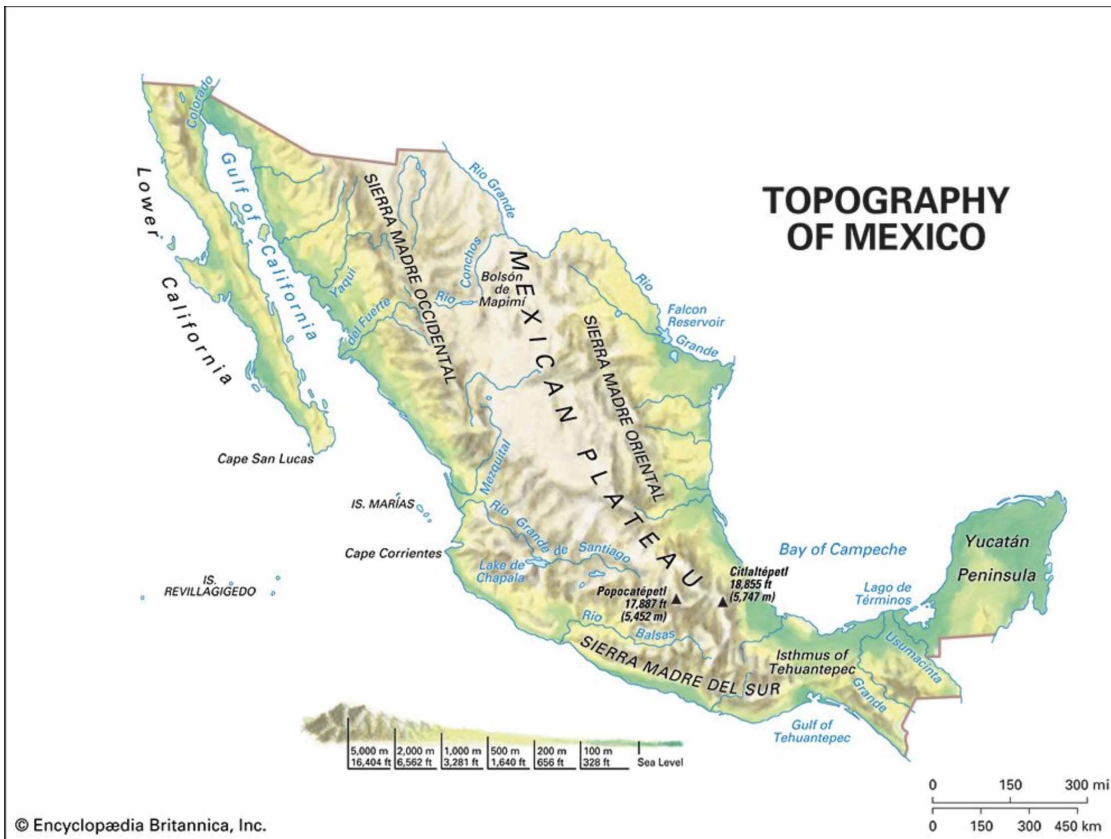 TOPOGRAPHY
OF MEXICO
Colorado
Gulf of California
Lower California
Rio Grande
SIERRA MADRE OCCIDENTAL
Conchos
Río
Bolsón
de
Mapimí
MEXICAN PLATEAU
Yaqui
del Fuerte
Rio
Grande
Falcon
Reservoir
SIERRA MADRE ORIENTAL
Cape San Lucas
Mezquital
IS. MARÍAS
Río Grande de Santiago
Cape Corrientes
Lake de
Chapala
IS.
REVILLAGIGEDO
Popocatépetl
17,887 ft
(5,452 m)
Citlaltépetl
18,855 ft
(5,747 m)
Bay of Campeche
Yucatán
Peninsula
Lago de
Términos
Río Balsas
SIERRA MADRE DEL SUR
Isthmus of
Tehuantepec
Usumacinta
Grande
Gulf of
Tehuantepec
5,000 m 2,000 m 1,000 m 500 m 200 m 100 m
16,404 ft 6,562 ft 3,281 ft 1,640 ft 656 ft 328 ft Sea Level
0 150 300 mi
0 150 300 450 km
© Encyclopædia Britannica, Inc.